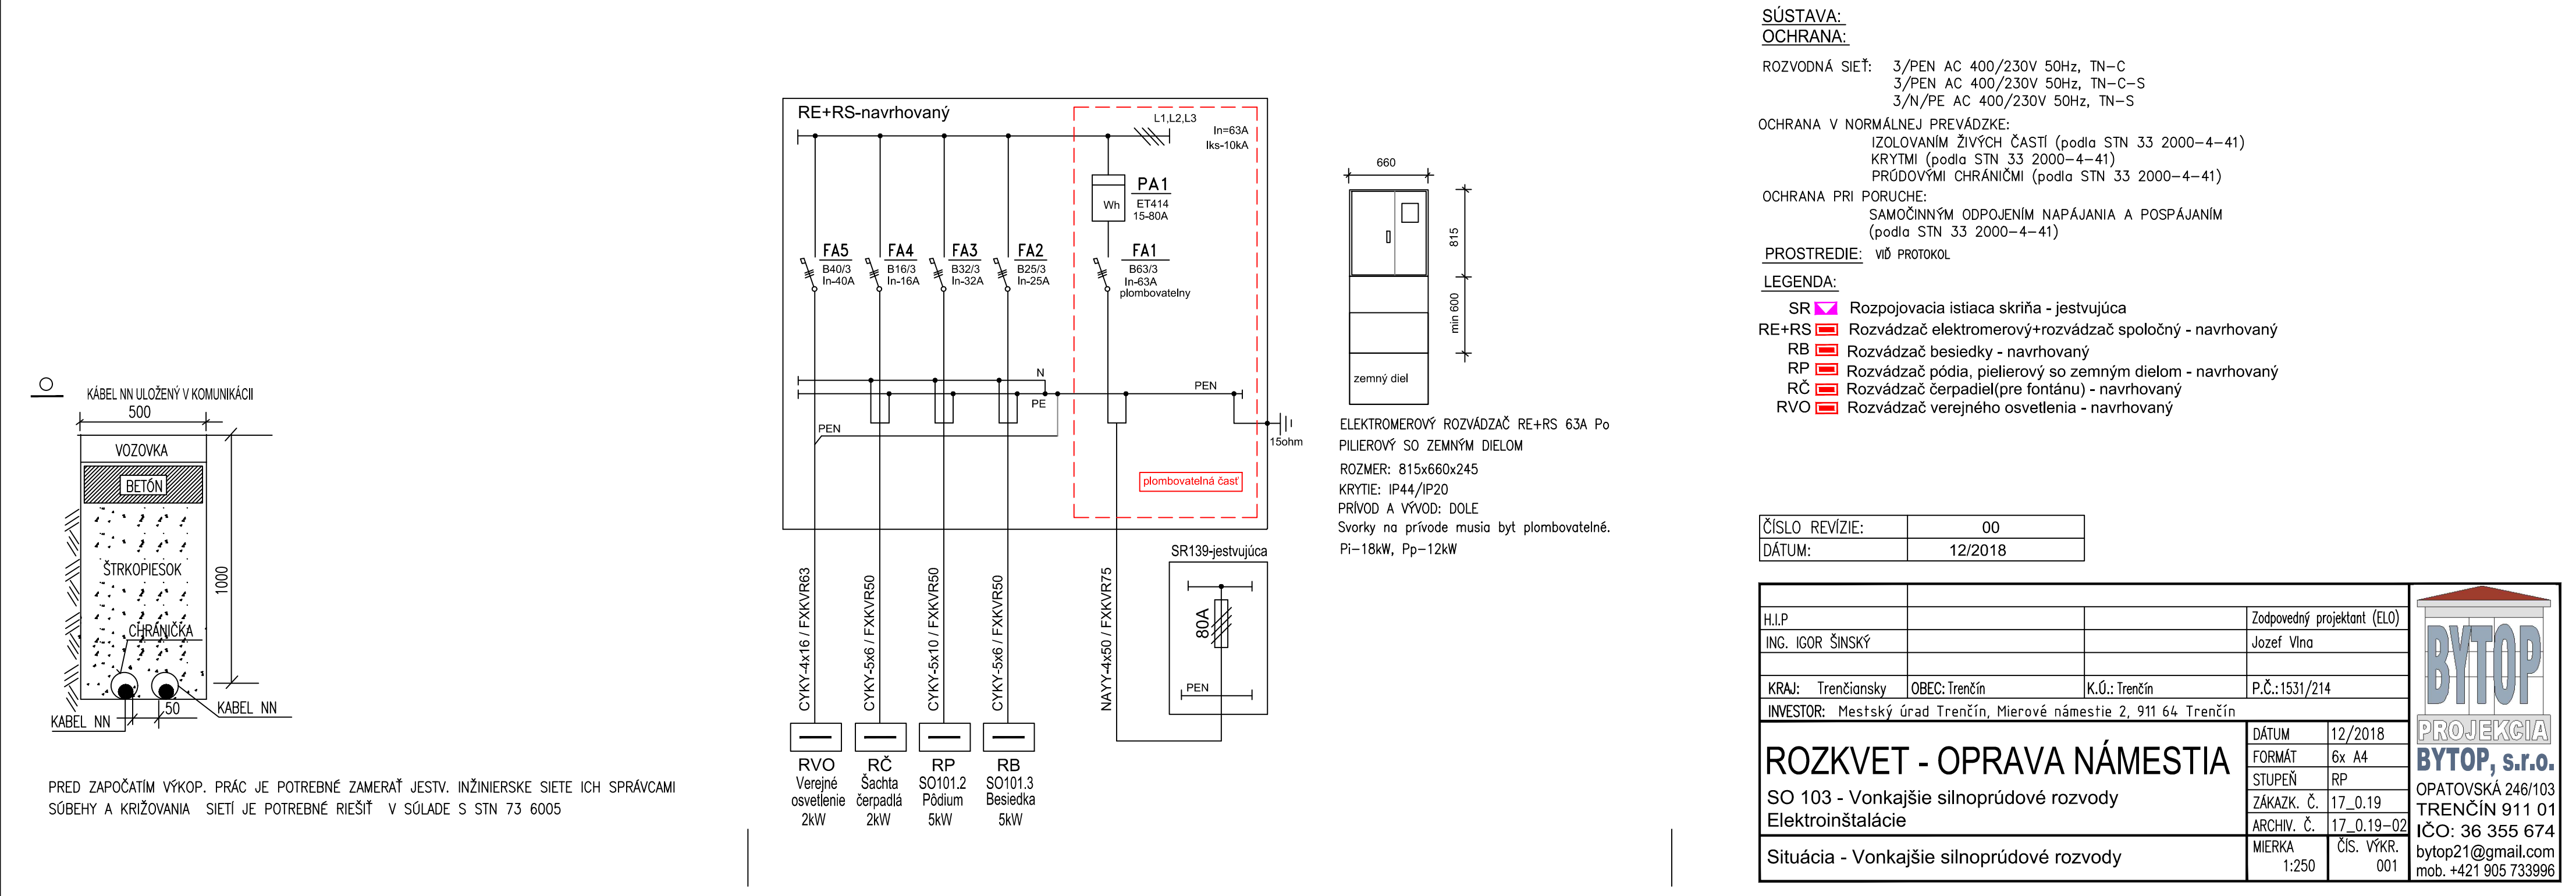 KÁBEL NN ULOŽENÝ V KOMUNIKÁCII
500
VOZOVKA
BETÓN
ŠTRKOPIESOK
1000
CHRÁNIČKA
50
KABEL NN
KABEL NN
PRED ZAPOČATÍM VÝKOP. PRÁC JE POTREBNÉ ZAMERAŤ JESTV. INŽINIERSKE SIETE ICH SPRÁVCAMI
SÚBEHY A KRIŽOVANIA SIETÍ JE POTREBNÉ RIEŠIŤ V SÚLADE S STN 73 6005
RE+RS-navrhovaný
L1,L2,L3
In=63A
Iks-10kA
PA1
Wh
ET414
15-80A
FA5
B40/3
In-40A
FA4
B16/3
In-16A
FA3
B32/3
In-32A
FA2
B25/3
In-25A
FA1
B63/3
In-63A
plombovatelny
N
PE
PEN
PEN
15ohm
plombovatelná časť
SR139-jestvujúca
80A
PEN
CYKY-4x16 / FXKVR63
CYKY-5x6 / FXKVR50
CYKY-5x10 / FXKVR50
CYKY-5x6 / FXKVR50
NAYY-4x50 / FXKVR75
RVO
Verejné
osvetlenie
2kW
RČ
Šachta
čerpadlá
2kW
RP
SO101.2
Pôdium
5kW
RB
SO101.3
Besiedka
5kW
660
815
min 600
zemný diel
ELEKTROMEROVÝ ROZVÁDZAČ RE+RS 63A Po
PILIEROVÝ SO ZEMNÝM DIELOM
ROZMER: 815x660x245
KRYTIE: IP44/IP20
PRÍVOD A VÝVOD: DOLE
Svorky na prívode musia byt plombovatelné.
Pi-18kW, Pp-12kW
SÚSTAVA:
OCHRANA:
ROZVODNÁ SIEŤ: 3/PEN AC 400/230V 50Hz, TN-C
3/PEN AC 400/230V 50Hz, TN-C-S
3/N/PE AC 400/230V 50Hz, TN-S
OCHRANA V NORMÁLNEJ PREVÁDZKE:
IZOLOVANÍM ŽIVÝCH ČASTÍ (podla STN 33 2000-4-41)
KRYTMI (podla STN 33 2000-4-41)
PRÚDOVÝMI CHRÁNIČMI (podla STN 33 2000-4-41)
OCHRANA PRI PORUCHE:
SAMOČINNÝM ODPOJENÍM NAPÁJANIA A POSPÁJANÍM
(podla STN 33 2000-4-41)
PROSTREDIE: VIĎ PROTOKOL
LEGENDA:
SR Rozpojovacia istiaca skriňa - jestvujúca
RE+RS Rozvádzač elektromerový+rozvádzač spoločný - navrhovaný
RB Rozvádzač besiedky - navrhovaný
RP Rozvádzač pódia, pielierový so zemným dielom - navrhovaný
RČ Rozvádzač čerpadiel(pre fontánu) - navrhovaný
RVO Rozvádzač verejného osvetlenia - navrhovaný
ČÍSLO REVÍZIE: 00
DÁTUM: 12/2018
H.I.P Zodpovedný projektant (ELO)
ING. IGOR ŠINSKÝ Jozef Vlna
KRAJ: Trenčiansky OBEC: Trenčín K.Ú.: Trenčín P.Č.: 1531/214
INVESTOR: Mestský úrad Trenčín, Mierové námestie 2, 911 64 Trenčín
ROZKVET - OPRAVA NÁMESTIA
SO 103 - Vonkajšie silnoprúdové rozvody
Elektroinštalácie
Situácia - Vonkajšie silnoprúdové rozvody
DÁTUM 12/2018
FORMÁT 6x A4
STUPEŇ RP
ZÁKAZK. Č. 17_0.19
ARCHIV. Č. 17_0.19-02
MIERKA ČÍS. VÝKR.
1:250 001
BYTOP
PROJEKCIA
BYTOP, s.r.o.
OPATOVSKÁ 246/103
TRENČÍN 911 01
IČO: 36 355 674
bytop21@gmail.com
mob. +421 905 733996